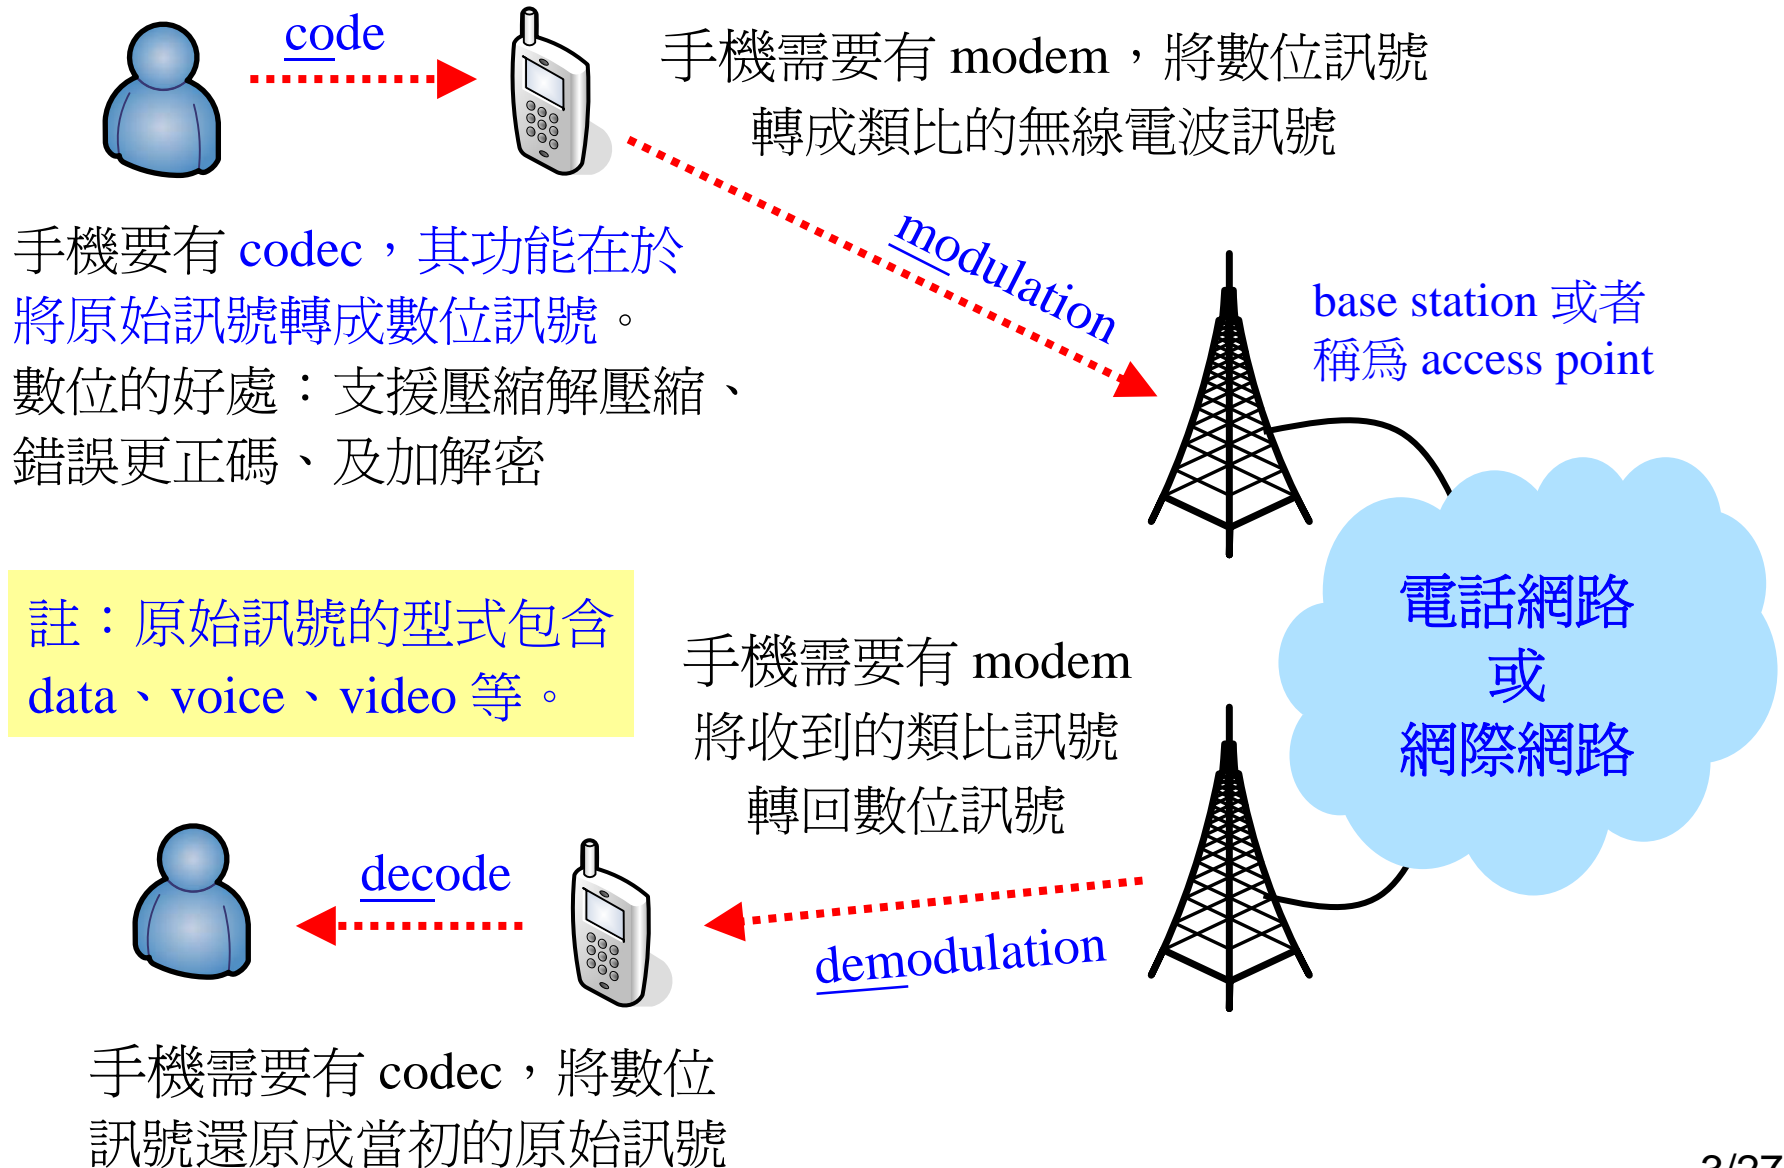 code
手機需要有 modem，將數位訊號
轉成類比的無線電波訊號
手機要有 codec，其功能在於
將原始訊號轉成數位訊號。
數位的好處：支援壓縮解壓縮、
錯誤更正碼、及加解密
modulation
base station 或者
稱為 access point
註：原始訊號的型式包含
data、voice、video 等。
電話網路
或
網際網路
手機需要有 modem
將收到的類比訊號
轉回數位訊號
decode
demodulation
手機需要有 codec，將數位
訊號還原成當初的原始訊號
3/27